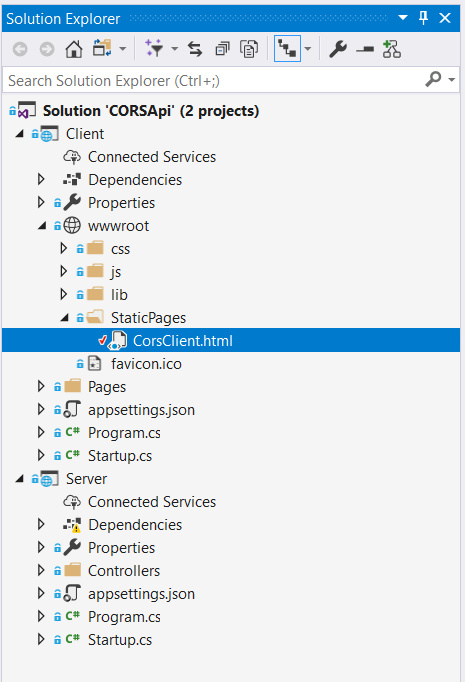 Solution Explorer
Search Solution Explorer (Ctrl+;)
Solution 'CORSApi' (2 projects)
Client
Connected Services
Dependencies
Properties
wwwroot
css
js
lib
StaticPages
CorsClient.html
favicon.ico
Pages
appsettings.json
C# Program.cs
C# Startup.cs
Server
Connected Services
Dependencies
Properties
Controllers
appsettings.json
C# Program.cs
C# Startup.cs